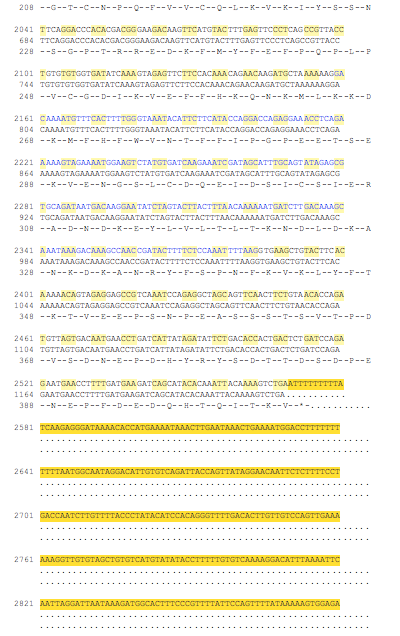 208 --G--T--C--N--P--Q--F--V--V--C--Q--L--K--V--K--I--Y--S--S--N
2041 TTCAGGACCCACACGACGGGAAGACAAGTTCATGTACTTTGAGTTCCCTCAGCCGTTACC
684 TTCAGGACCCACACGACGGGAAGACAAGTTCATGTACTTTGAGTTCCCTCAGCCGTTACC
228 --S--G--P--T--R--R--E--D--K--F--M--Y--F--E--F--P--Q--P--L--P
2101 TGTGTGTGGTGATATCAAAGTAGAGTTCTTCCACAAACAGAACAAGATGCTAAAAAAGGA
744 TGTGTGTGGTGATATCAAAGTAGAGTTCTTCCACAAACAGAACAAGATGCTAAAAAAGGA
248 --V--C--G--D--I--K--V--E--F--F--H--K--Q--N--K--M--L--K--K--D
2161 CAAAATGTTTCACTTTTGGGTAAATACATTCTTCATACCAGGACCAGAGGAAACCTCAGA
804 CAAAATGTTTCACTTTTGGGTAAATACATTCTTCATACCAGGACCAGAGGAAACCTCAGA
268 --K--M--F--H--F--W--V--N--T--F--F--I--P--G--P--E--E--T--S--E
2221 AAAAGTAGAAAATGGAAGTCTATGTGATCAAGAAATCGATAGCATTTGCAGTATAGAGCG
864 AAAAGTAGAAAATGGAAGTCTATGTGATCAAGAAATCGATAGCATTTGCAGTATAGAGCG
288 --K--V--E--N--G--S--L--C--D--Q--E--I--D--S--I--C--S--I--E--R
2281 TGCAGATAATGACAAGGAATATCTAGTACTTACTTTAACAAAAAATGATCTTGACAAAGC
924 TGCAGATAATGACAAGGAATATCTAGTACTTACTTTAACAAAAAATGATCTTGACAAAGC
308 --A--D--N--D--K--E--Y--L--V--L--T--L--T--K--N--D--L--D--K--A
2341 AAATAAAGACAAAGCCAACCGATACTTTTCTCCAAATTTTAAGGTGAAGCTGTACTTCAC
984 AAATAAAGACAAAGCCAACCGATACTTTTCTCCAAATTTTAAGGTGAAGCTGTACTTCAC
328 --N--K--D--K--A--N--R--Y--F--S--P--N--F--K--V--K--L--Y--F--T
2401 AAAAACAGTAGAGGAGCCGTCAAATCCAGAGGCTAGCAGTTCAACTTCTGTAACACCAGA
1044 AAAAACAGTAGAGGAGCCGTCAAATCCAGAGGCTAGCAGTTCAACTTCTGTAACACCAGA
348 --K--T--V--E--E--P--S--N--P--E--A--S--S--S--T--S--V--T--P--D
2461 TGTTAGTGACAATGAACCTGATCATTATAGATATTCTGACACCACTGACTCTGATCCAGA
1104 TGTTAGTGACAATGAACCTGATCATTATAGATATTCTGACACCACTGACTCTGATCCAGA
368 --V--S--D--N--E--P--D--H--Y--R--Y--S--D--T--T--D--S--D--P--E
2521 GAATGAACCTTTTGATGAAGATCAGCATACACAAATTACAAAAGTCTGAATTTTTTTTTA
1164 GAATGAACCTTTTGATGAAGATCAGCATACACAAATTACAAAAGTCTGA............
388 --N--E--P--F--D--E--D--Q--H--T--Q--I--T--K--V--*-............
2581 TCAAGAGGGATAAAACACCATGAAAATAAACTTGAATAAACTGAAAATGGACCTTTTTTT
............................................................
............................................................
2641 TTTTAATGGCAATAGGACATTGTGTCAGATTACCAGTTATAGGAACAATTCTCTTTTCCT
............................................................
............................................................
2701 GACCAATCTTGTTTTACCCTATACATCCACAGGGTTTTGACACTTGTTGTCCAGTTGAAA
............................................................
............................................................
2761 AAAGGTTGTGTAGCTGTGTCATGTATATACCTTTTTGTGTCAAAAGGACATTTAAAATTC
............................................................
............................................................
2821 AATTAGGATTAATAAAGATGGCACTTTCCCGTTTTATTCCAGTTTTATAAAAAGTGGAGA
............................................................
............................................................